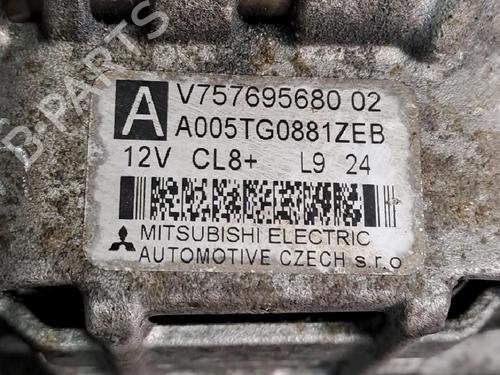 B-PARTS
A
V757695680 02
A005TG0881ZEB
12V CL8+ L9 24
MITSUBISHI ELECTRIC
AUTOMOTIVE CZECH s.r.o